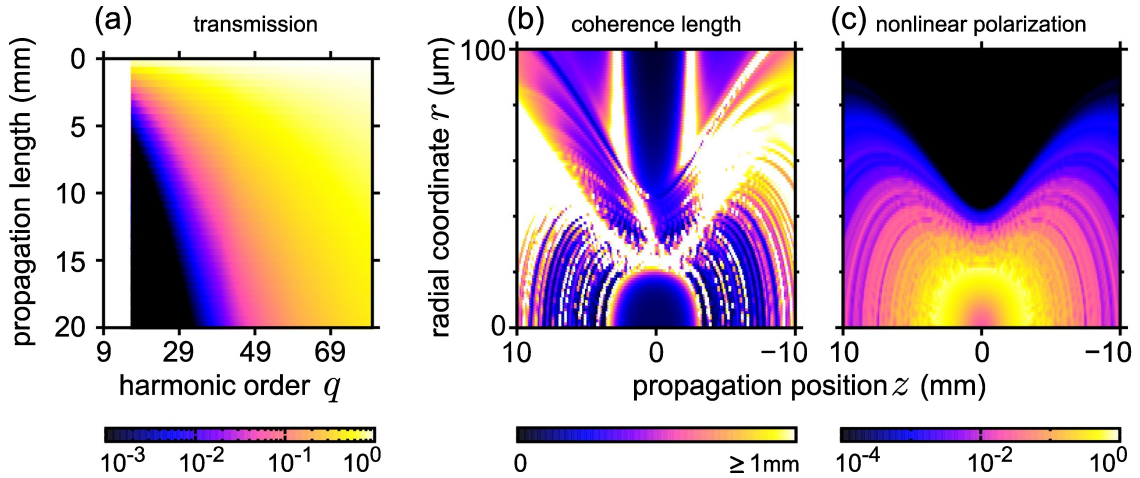 (a) transmission
(b) coherence length
(c) nonlinear polarization
propagation length (mm)
0
5
10
15
20
9 29 49 69
harmonic order q
10^-3 10^-2 10^-1 10^0
radial coordinate r (μm)
100
0
10 0 −10
10 0 −10
propagation position z (mm)
0 ≥ 1mm
10^-4 10^-2 10^0